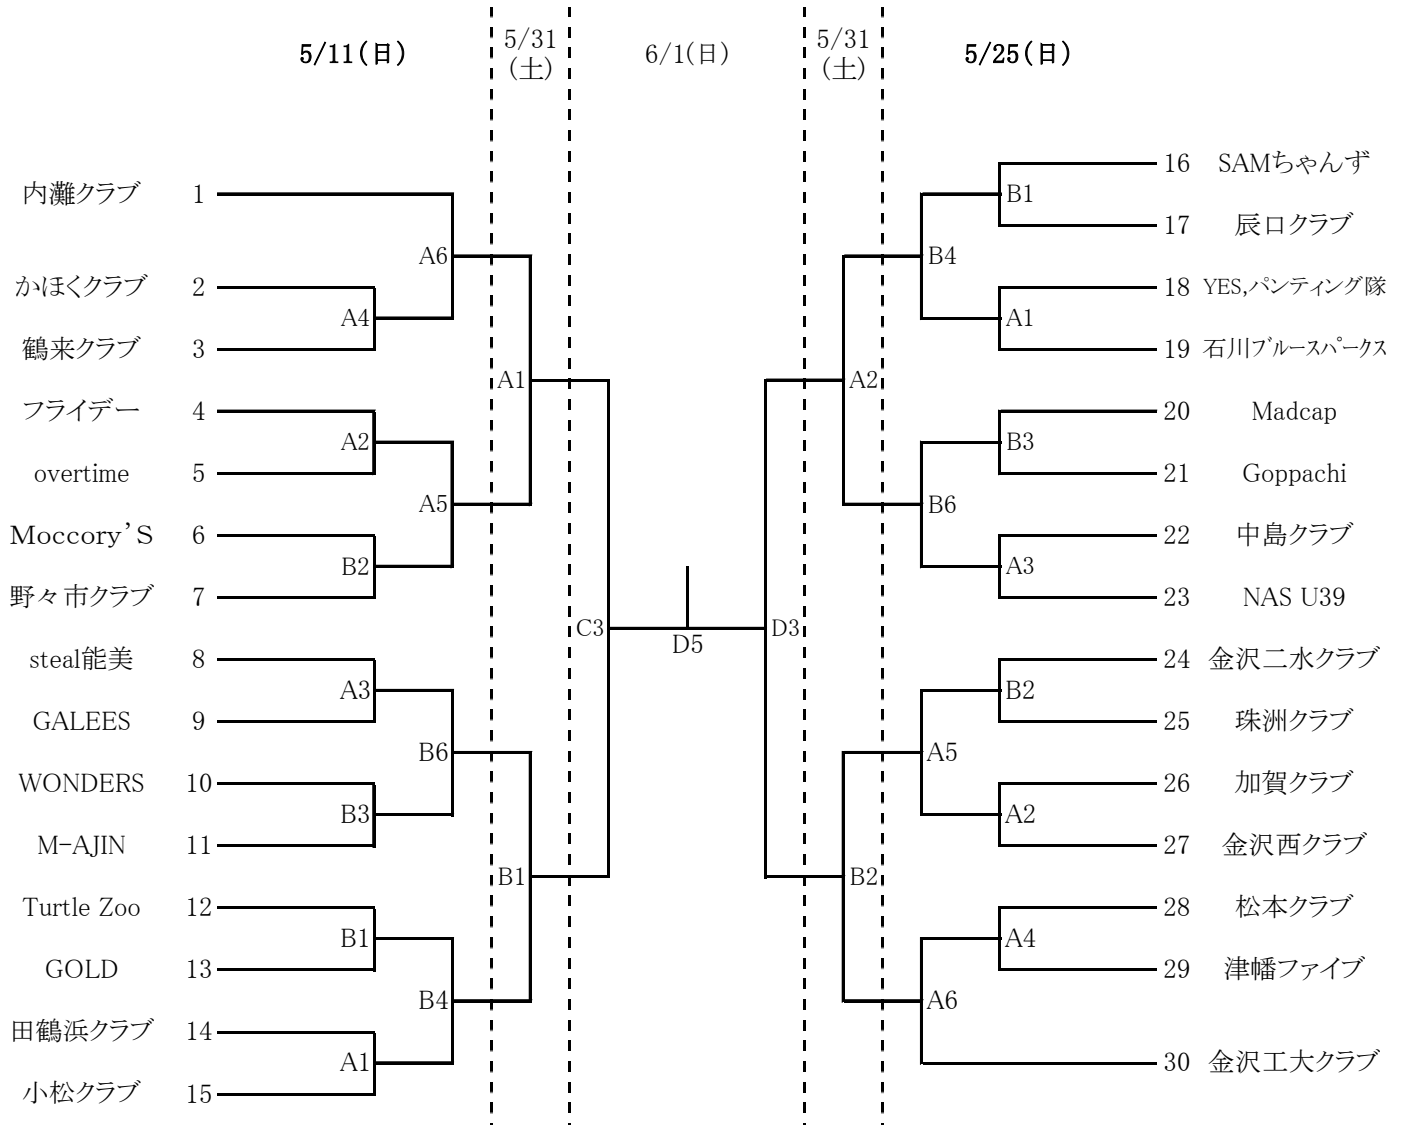 5/11(日)
5/31
(土)
6/1(日)
5/31
(土)
5/25(日)
内灘クラブ 1
かほくクラブ 2
鶴来クラブ 3
フライデー 4
overtime 5
Moccory’S 6
野々市クラブ 7
steal能美 8
GALEES 9
WONDERS 10
M-AJIN 11
Turtle Zoo 12
GOLD 13
田鶴浜クラブ 14
小松クラブ 15
A6
A4
A2
A5
B2
A3
B6
B3
B1
B4
A1
A1
B1
C3
D5
D3
A2
B2
B1
B4
A1
B3
B6
A3
B2
A5
A2
A4
A6
16 SAMちゃんず
17 辰口クラブ
18 YES,パンティング隊
19 石川ブルースパークス
20 Madcap
21 Goppachi
22 中島クラブ
23 NAS U39
24 金沢二水クラブ
25 珠洲クラブ
26 加賀クラブ
27 金沢西クラブ
28 松本クラブ
29 津幡ファイブ
30 金沢工大クラブ